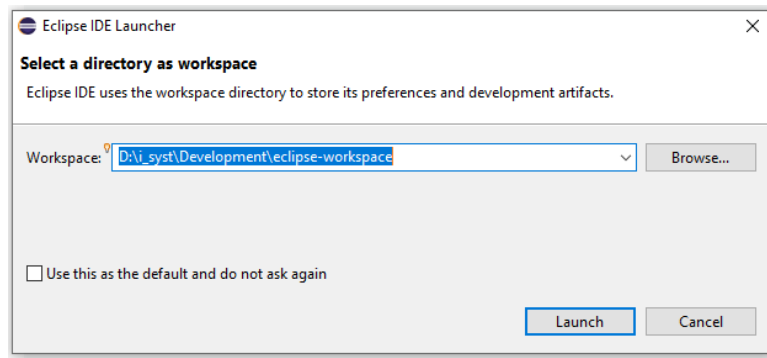 Eclipse IDE Launcher
Select a directory as workspace
Eclipse IDE uses the workspace directory to store its preferences and development artifacts.
Workspace: D:\i_syst\Development\eclipse-workspace Browse...
Use this as the default and do not ask again
Launch Cancel